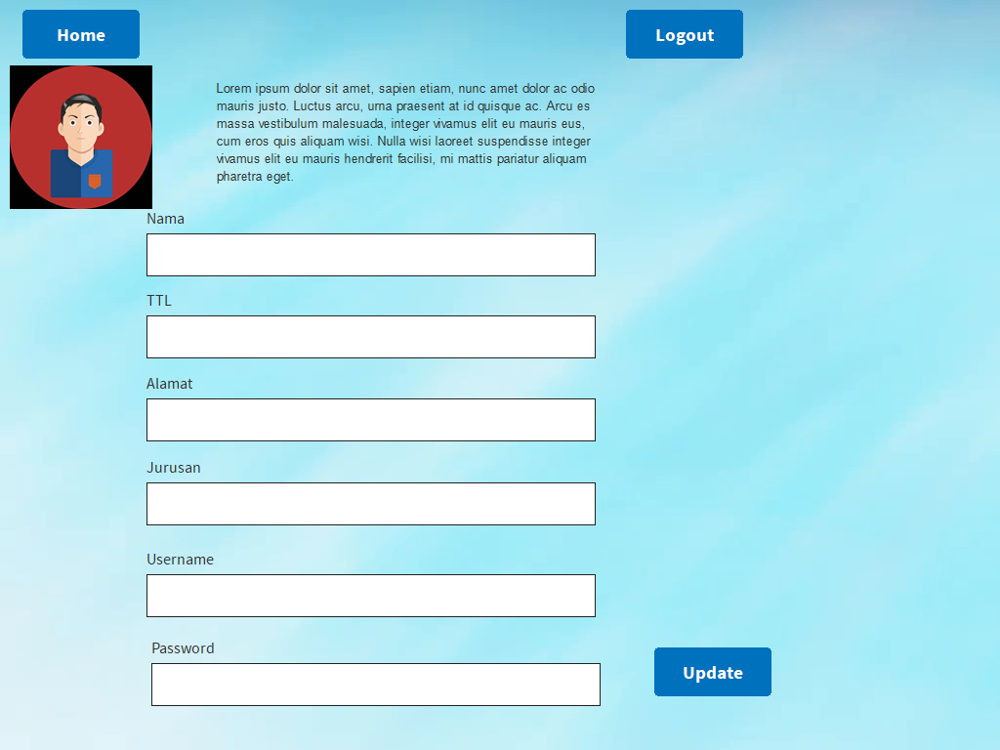 Home
Logout
Lorem ipsum dolor sit amet, sapien etiam, nunc amet dolor ac odio
mauris justo. Luctus arcu, urna praesent at id quisque ac. Arcu es
massa vestibulum malesuada, integer vivamus elit eu mauris eus,
cum eros quis aliquam wisi. Nulla wisi laoreet suspendisse integer
vivamus elit eu mauris hendrerit facilisi, mi mattis pariatur aliquam
pharetra eget.
Nama
TTL
Alamat
Jurusan
Username
Password
Update